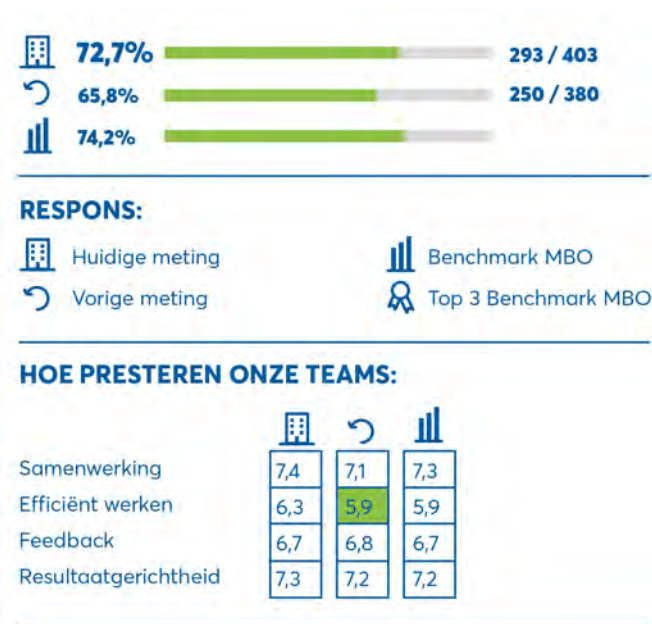 72,7% 293 / 403
65,8% 250 / 380
74,2%
RESPONS:
Huidige meting Benchmark MBO
Vorige meting Top 3 Benchmark MBO
HOE PRESTEREN ONZE TEAMS:
Samenwerking 7,4 7,1 7,3
Efficiënt werken 6,3 5,9 5,9
Feedback 6,7 6,8 6,7
Resultaatgerichtheid 7,3 7,2 7,2